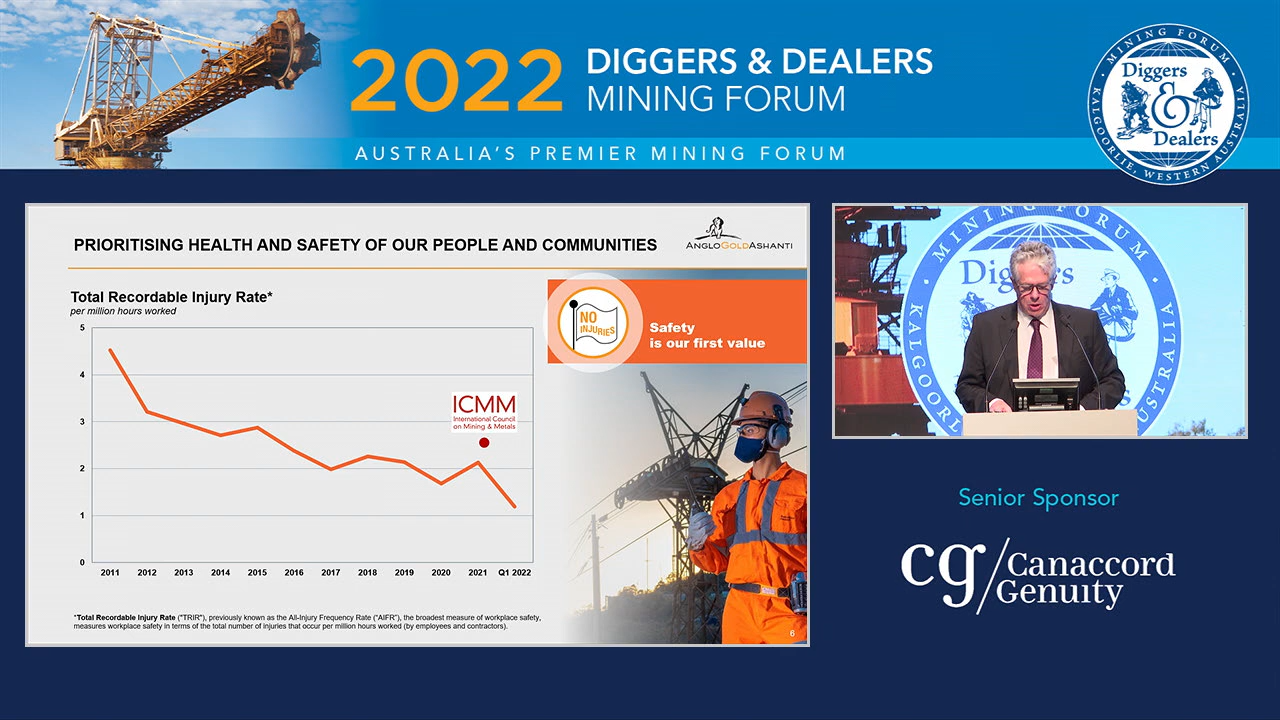 2022
DIGGERS & DEALERS
MINING FORUM
AUSTRALIA'S PREMIER MINING FORUM
MINING FORUM
Diggers
&
Dealers
KALGOORLIE, WESTERN AUSTRALIA
PRIORITISING HEALTH AND SAFETY OF OUR PEOPLE AND COMMUNITIES
ANGLOGOLDASHANTI
Total Recordable Injury Rate*
per million hours worked
5
4
3
2
1
0
2011 2012 2013 2014 2015 2016 2017 2018 2019 2020 2021 Q1 2022
ICMM
International Council
on Mining & Metals
NO
INJURIES
Safety
is our first value
*Total Recordable Injury Rate ("TRIR"), previously known as the All-Injury Frequency Rate ("AIFR"), the broadest measure of workplace safety,
measures workplace safety in terms of the total number of injuries that occur per million hours worked (by employees and contractors).
6
MINING FORUM
Diggers
KALGOORL
AUSTRALIA
Senior Sponsor
cg/Canaccord
Genuity